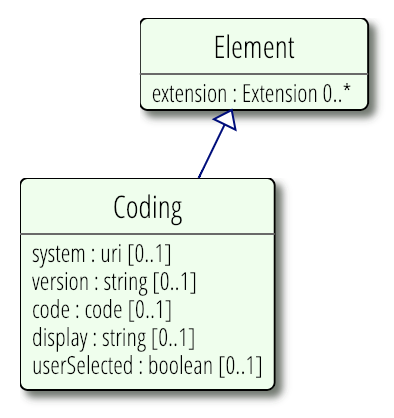 Element
extension : Extension 0..*
Coding
system : uri [0..1]
version : string [0..1]
code : code [0..1]
display : string [0..1]
userSelected : boolean [0..1]